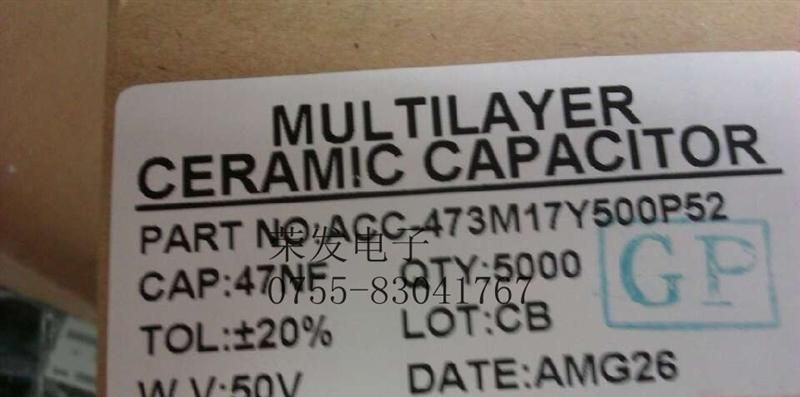 MULTILAYER
CERAMIC CAPACITOR
PART NO:ACC-473M17Y500P52
荣发电子
CAP:47NF QTY:5000
GP
0755-83041767
TOL:±20% LOT:CB
W.V:50V DATE:AMG26